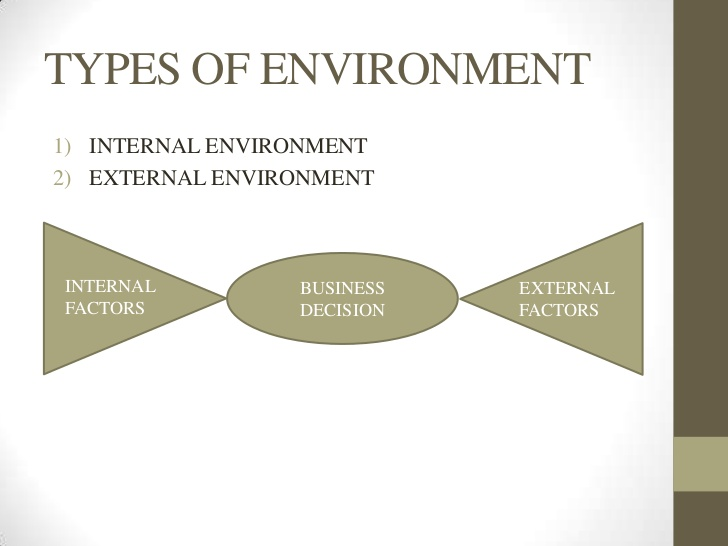 TYPES OF ENVIRONMENT
1) INTERNAL ENVIRONMENT
2) EXTERNAL ENVIRONMENT
INTERNAL
FACTORS
BUSINESS
DECISION
EXTERNAL
FACTORS